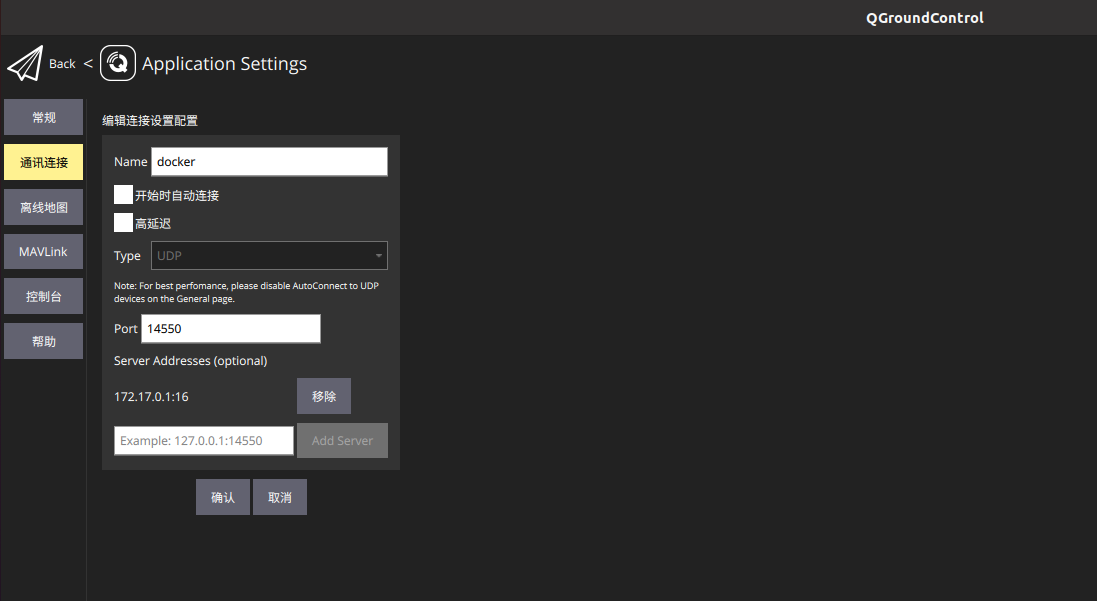 QGroundControl
Back < Application Settings
常规
通讯连接
离线地图
MAVLink
控制台
帮助
编辑连接设置配置
Name docker
开始时自动连接
高延迟
Type UDP
Note: For best perfomance, please disable AutoConnect to UDP
devices on the General page.
Port 14550
Server Addresses (optional)
172.17.0.1:16 移除
Example: 127.0.0.1:14550 Add Server
确认 取消